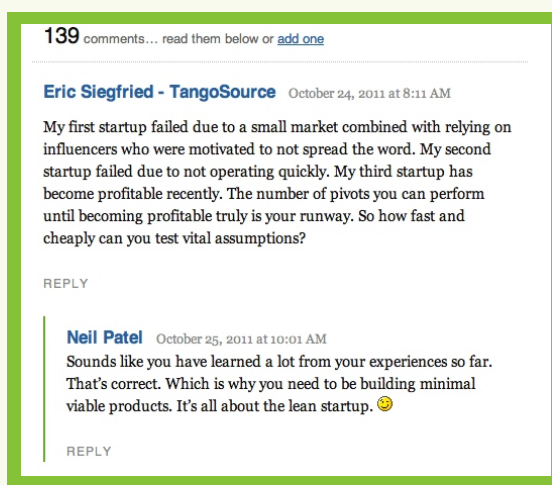 139 comments… read them below or add one
Eric Siegfried - TangoSource October 24, 2011 at 8:11 AM
My first startup failed due to a small market combined with relying on
influencers who were motivated to not spread the word. My second
startup failed due to not operating quickly. My third startup has
become profitable recently. The number of pivots you can perform
until becoming profitable truly is your runway. So how fast and
cheaply can you test vital assumptions?
REPLY
Neil Patel October 25, 2011 at 10:01 AM
Sounds like you have learned a lot from your experiences so far.
That’s correct. Which is why you need to be building minimal
viable products. It’s all about the lean startup.
REPLY